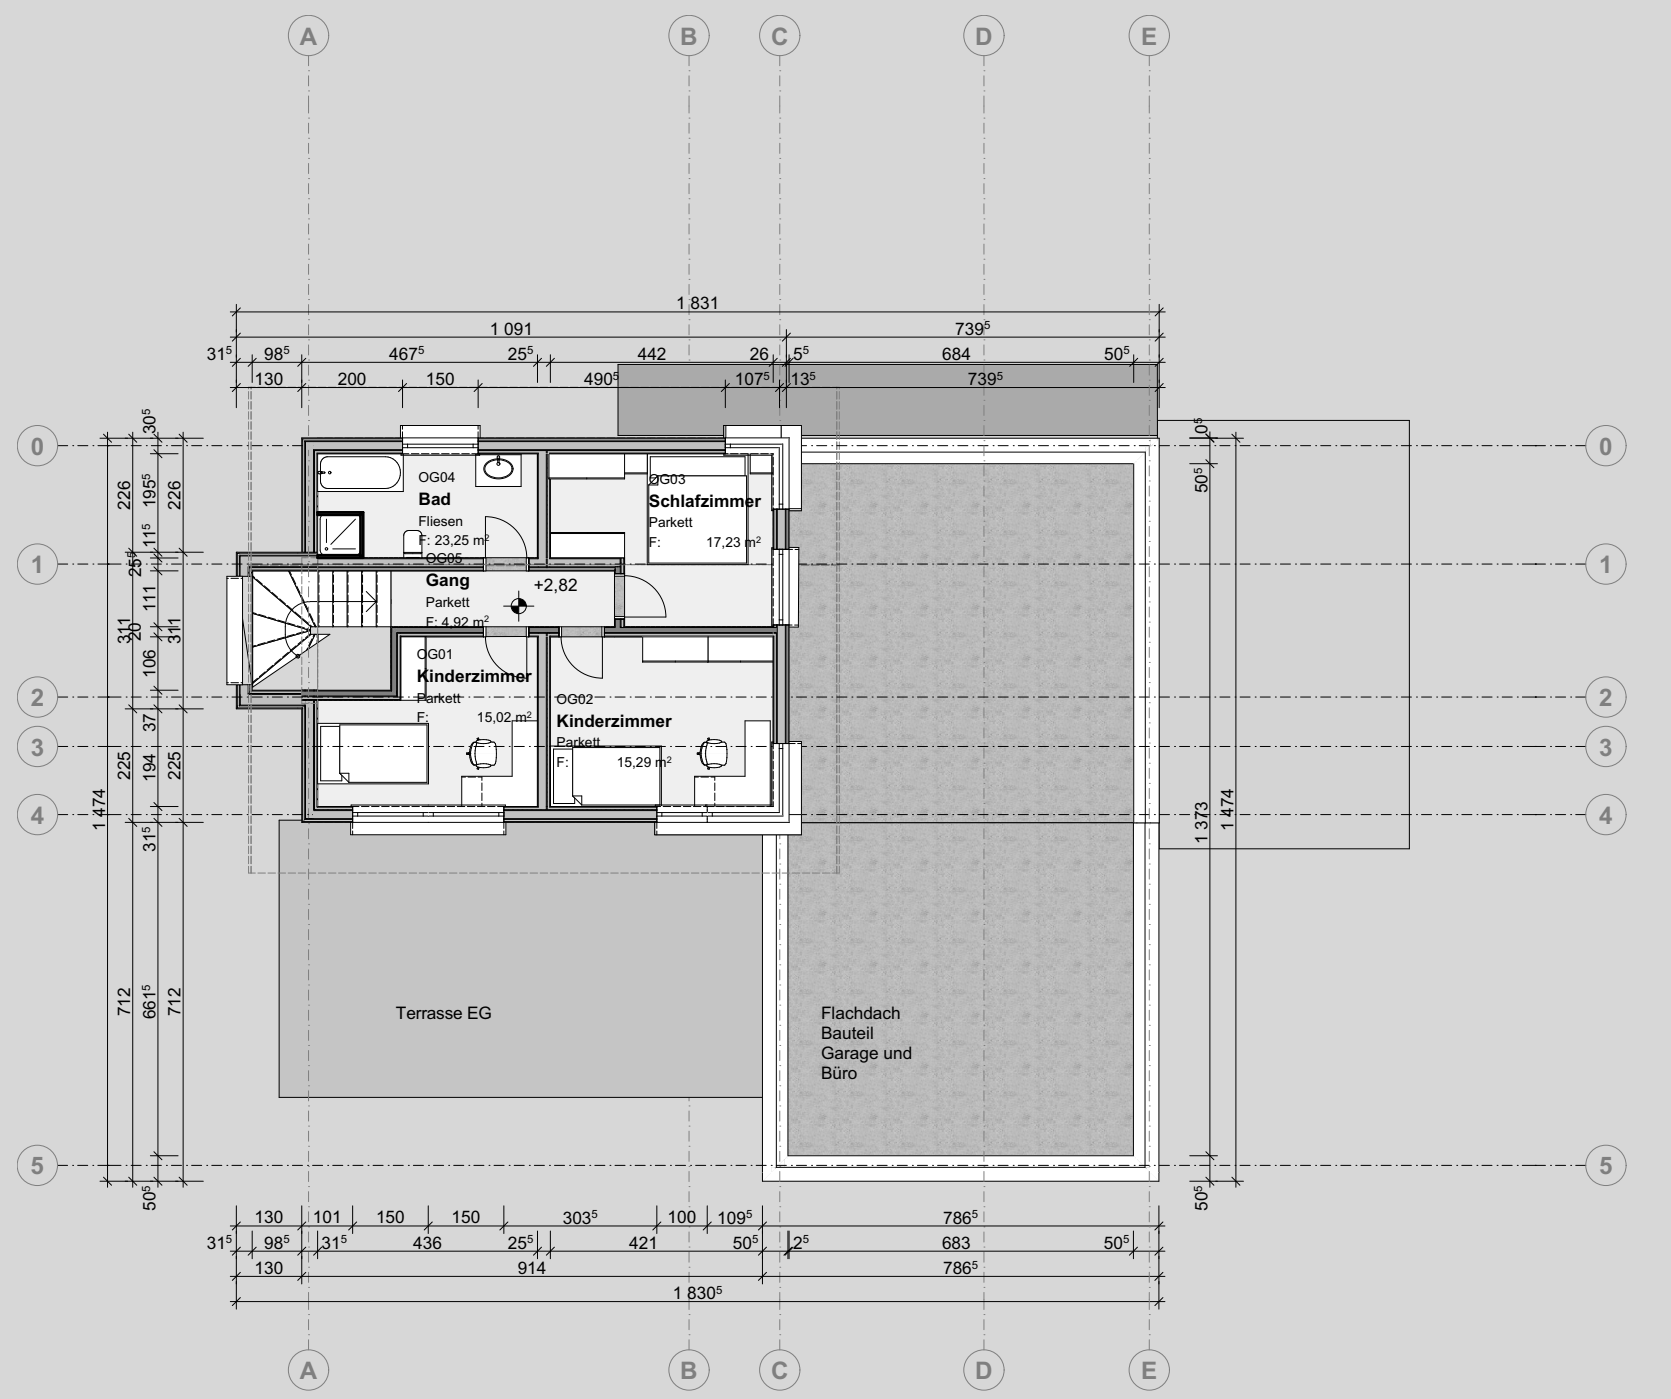 A B C D E
1 831
1 091 739⁵
31⁵ 98⁵ 467⁵ 25⁵ 442 26 5⁵ 684 50⁵
130 200 150 490⁵ 107⁵ 13⁵ 739⁵
0 0
1 1
2 2
3 3
4 4
5 5
30⁵
226 195⁵ 226
11⁵
25⁵
111
311 20 311
106
37
225 194 225
1 474
31⁵
712 661⁵ 712
50⁵
50⁵
1 373 1 474
50⁵
OG04
Bad
Fliesen
F: 23,25 m²
OG03
Schlafzimmer
Parkett
F: 17,23 m²
OG05
Gang
Parkett
F: 4,92 m²
+2,82
OG01
Kinderzimmer
Parkett
F: 15,02 m²
OG02
Kinderzimmer
Parkett
F: 15,29 m²
Terrasse EG
Flachdach
Bauteil
Garage und
Büro
130 101 150 150 303⁵ 100 109⁵ 786⁵
31⁵ 98⁵ 31⁵ 436 25⁵ 421 50⁵ 2⁵ 683 50⁵
130 914 786⁵
1 830⁵
A B C D E